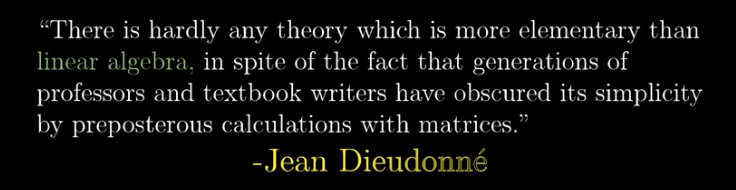 “There is hardly any theory which is more elementary than
linear algebra, in spite of the fact that generations of
professors and textbook writers have obscured its simplicity
by preposterous calculations with matrices.”
-Jean Dieudonné